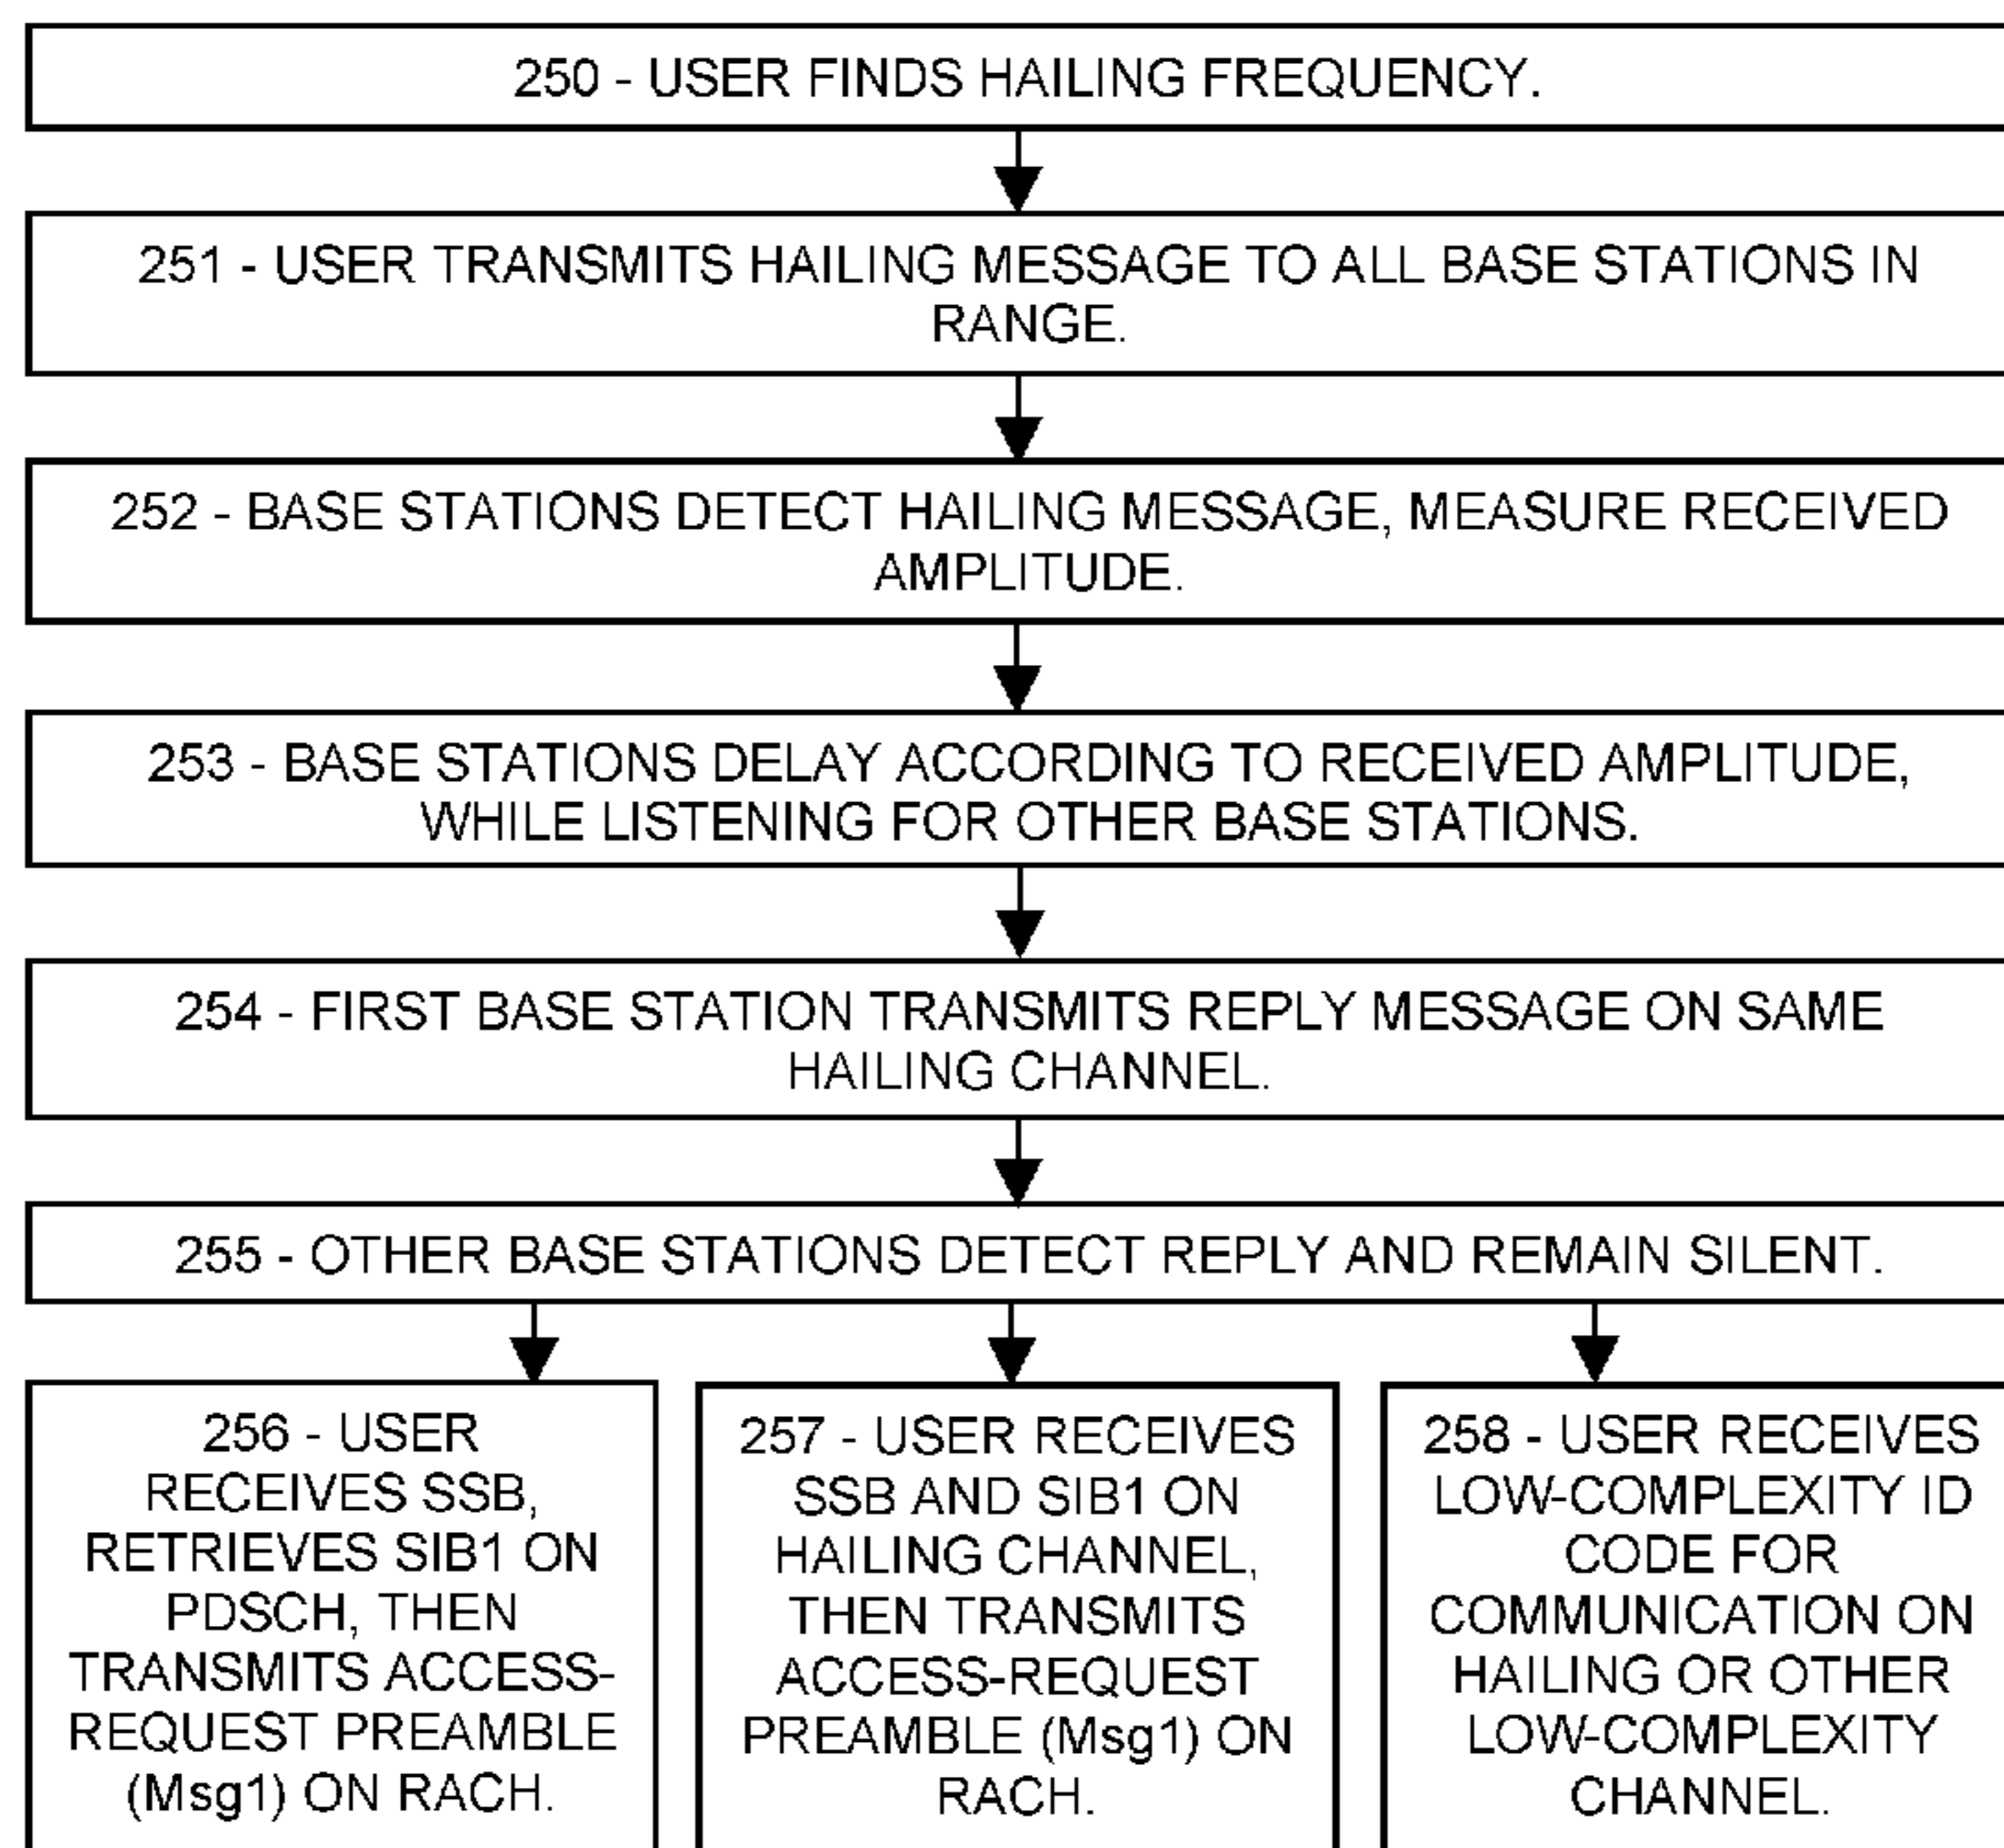 250 - USER FINDS HAILING FREQUENCY.
251 - USER TRANSMITS HAILING MESSAGE TO ALL BASE STATIONS IN
RANGE.
252 - BASE STATIONS DETECT HAILING MESSAGE, MEASURE RECEIVED
AMPLITUDE.
253 - BASE STATIONS DELAY ACCORDING TO RECEIVED AMPLITUDE,
WHILE LISTENING FOR OTHER BASE STATIONS.
254 - FIRST BASE STATION TRANSMITS REPLY MESSAGE ON SAME
HAILING CHANNEL.
255 - OTHER BASE STATIONS DETECT REPLY AND REMAIN SILENT.
256 - USER
RECEIVES SSB,
RETRIEVES SIB1 ON
PDSCH, THEN
TRANSMITS ACCESS-
REQUEST PREAMBLE
(Msg1) ON RACH.
257 - USER RECEIVES
SSB AND SIB1 ON
HAILING CHANNEL,
THEN TRANSMITS
ACCESS-REQUEST
PREAMBLE (Msg1) ON
RACH.
258 - USER RECEIVES
LOW-COMPLEXITY ID
CODE FOR
COMMUNICATION ON
HAILING OR OTHER
LOW-COMPLEXITY
CHANNEL.